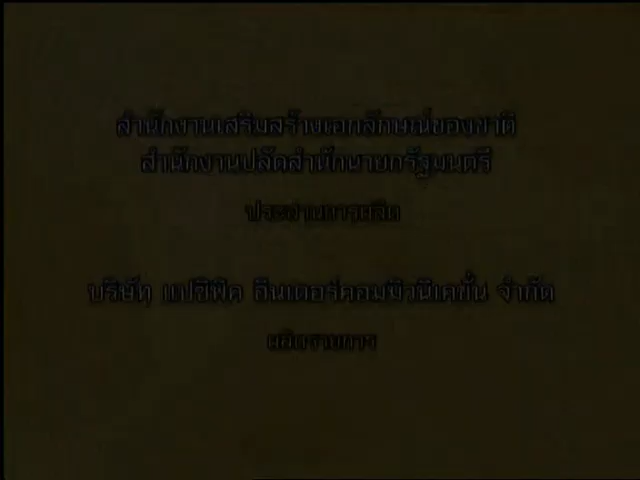 สำนักงานเสริมสร้างเอกลักษณ์ของชาติ
สำนักงานปลัดสำนักนายกรัฐมนตรี
ประสานการผลิต
บริษัท แปซิฟิค อินเตอร์คอมมิวนิเคชั่น จำกัด
ผลิตรายการ